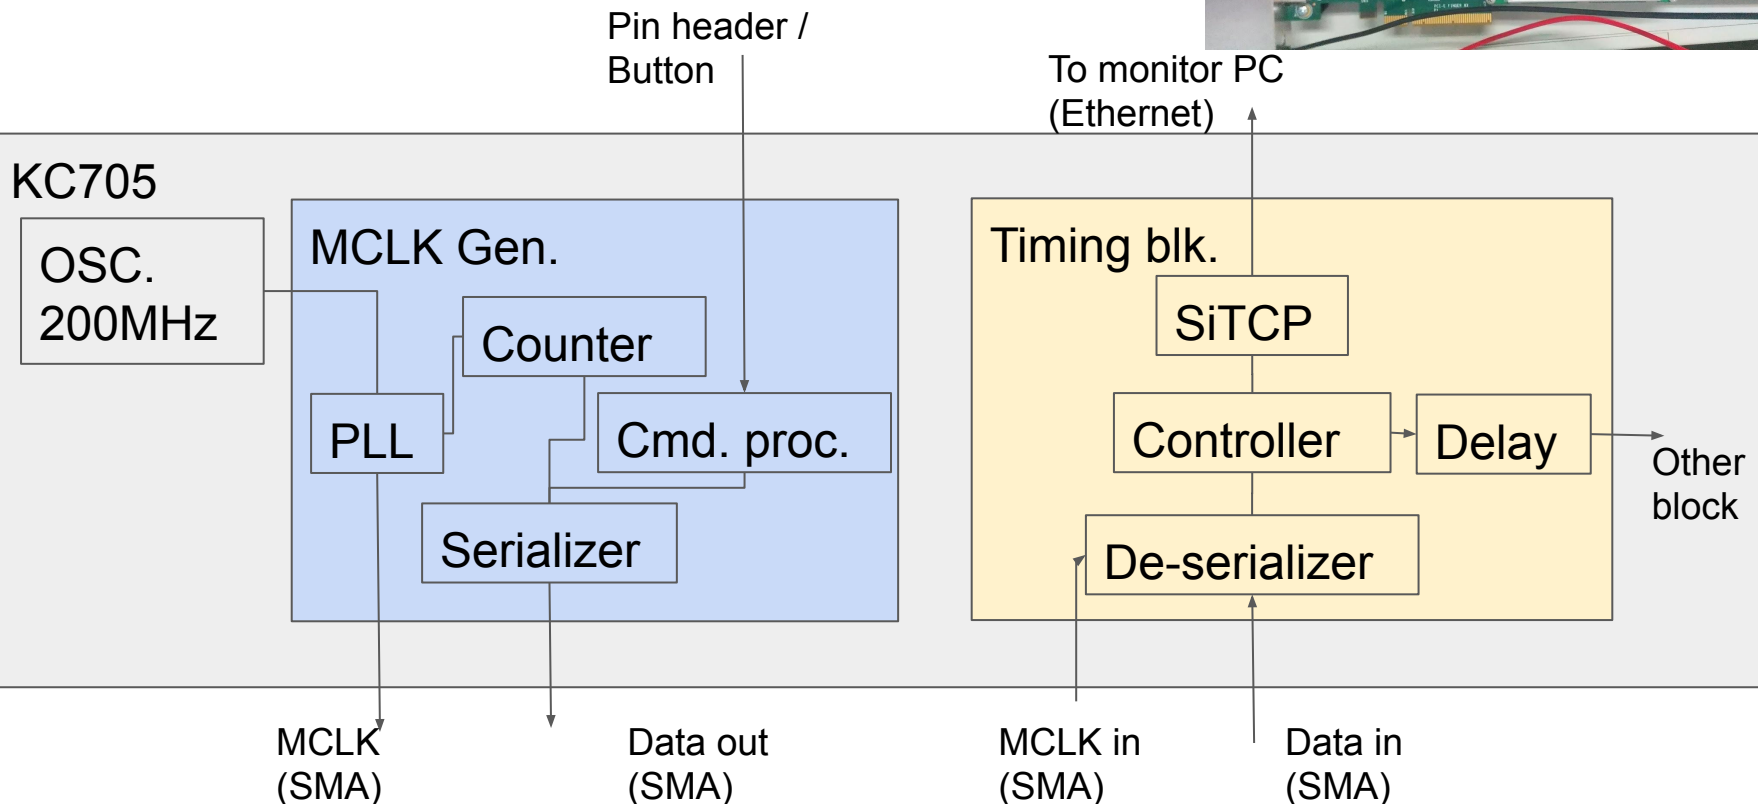 Pin header /
Button
To monitor PC
(Ethernet)
KC705
OSC.
200MHz
MCLK Gen.
Counter
PLL
Cmd. proc.
Serializer
Timing blk.
SiTCP
Controller
Delay
De-serializer
Other
block
MCLK
(SMA)
Data out
(SMA)
MCLK in
(SMA)
Data in
(SMA)